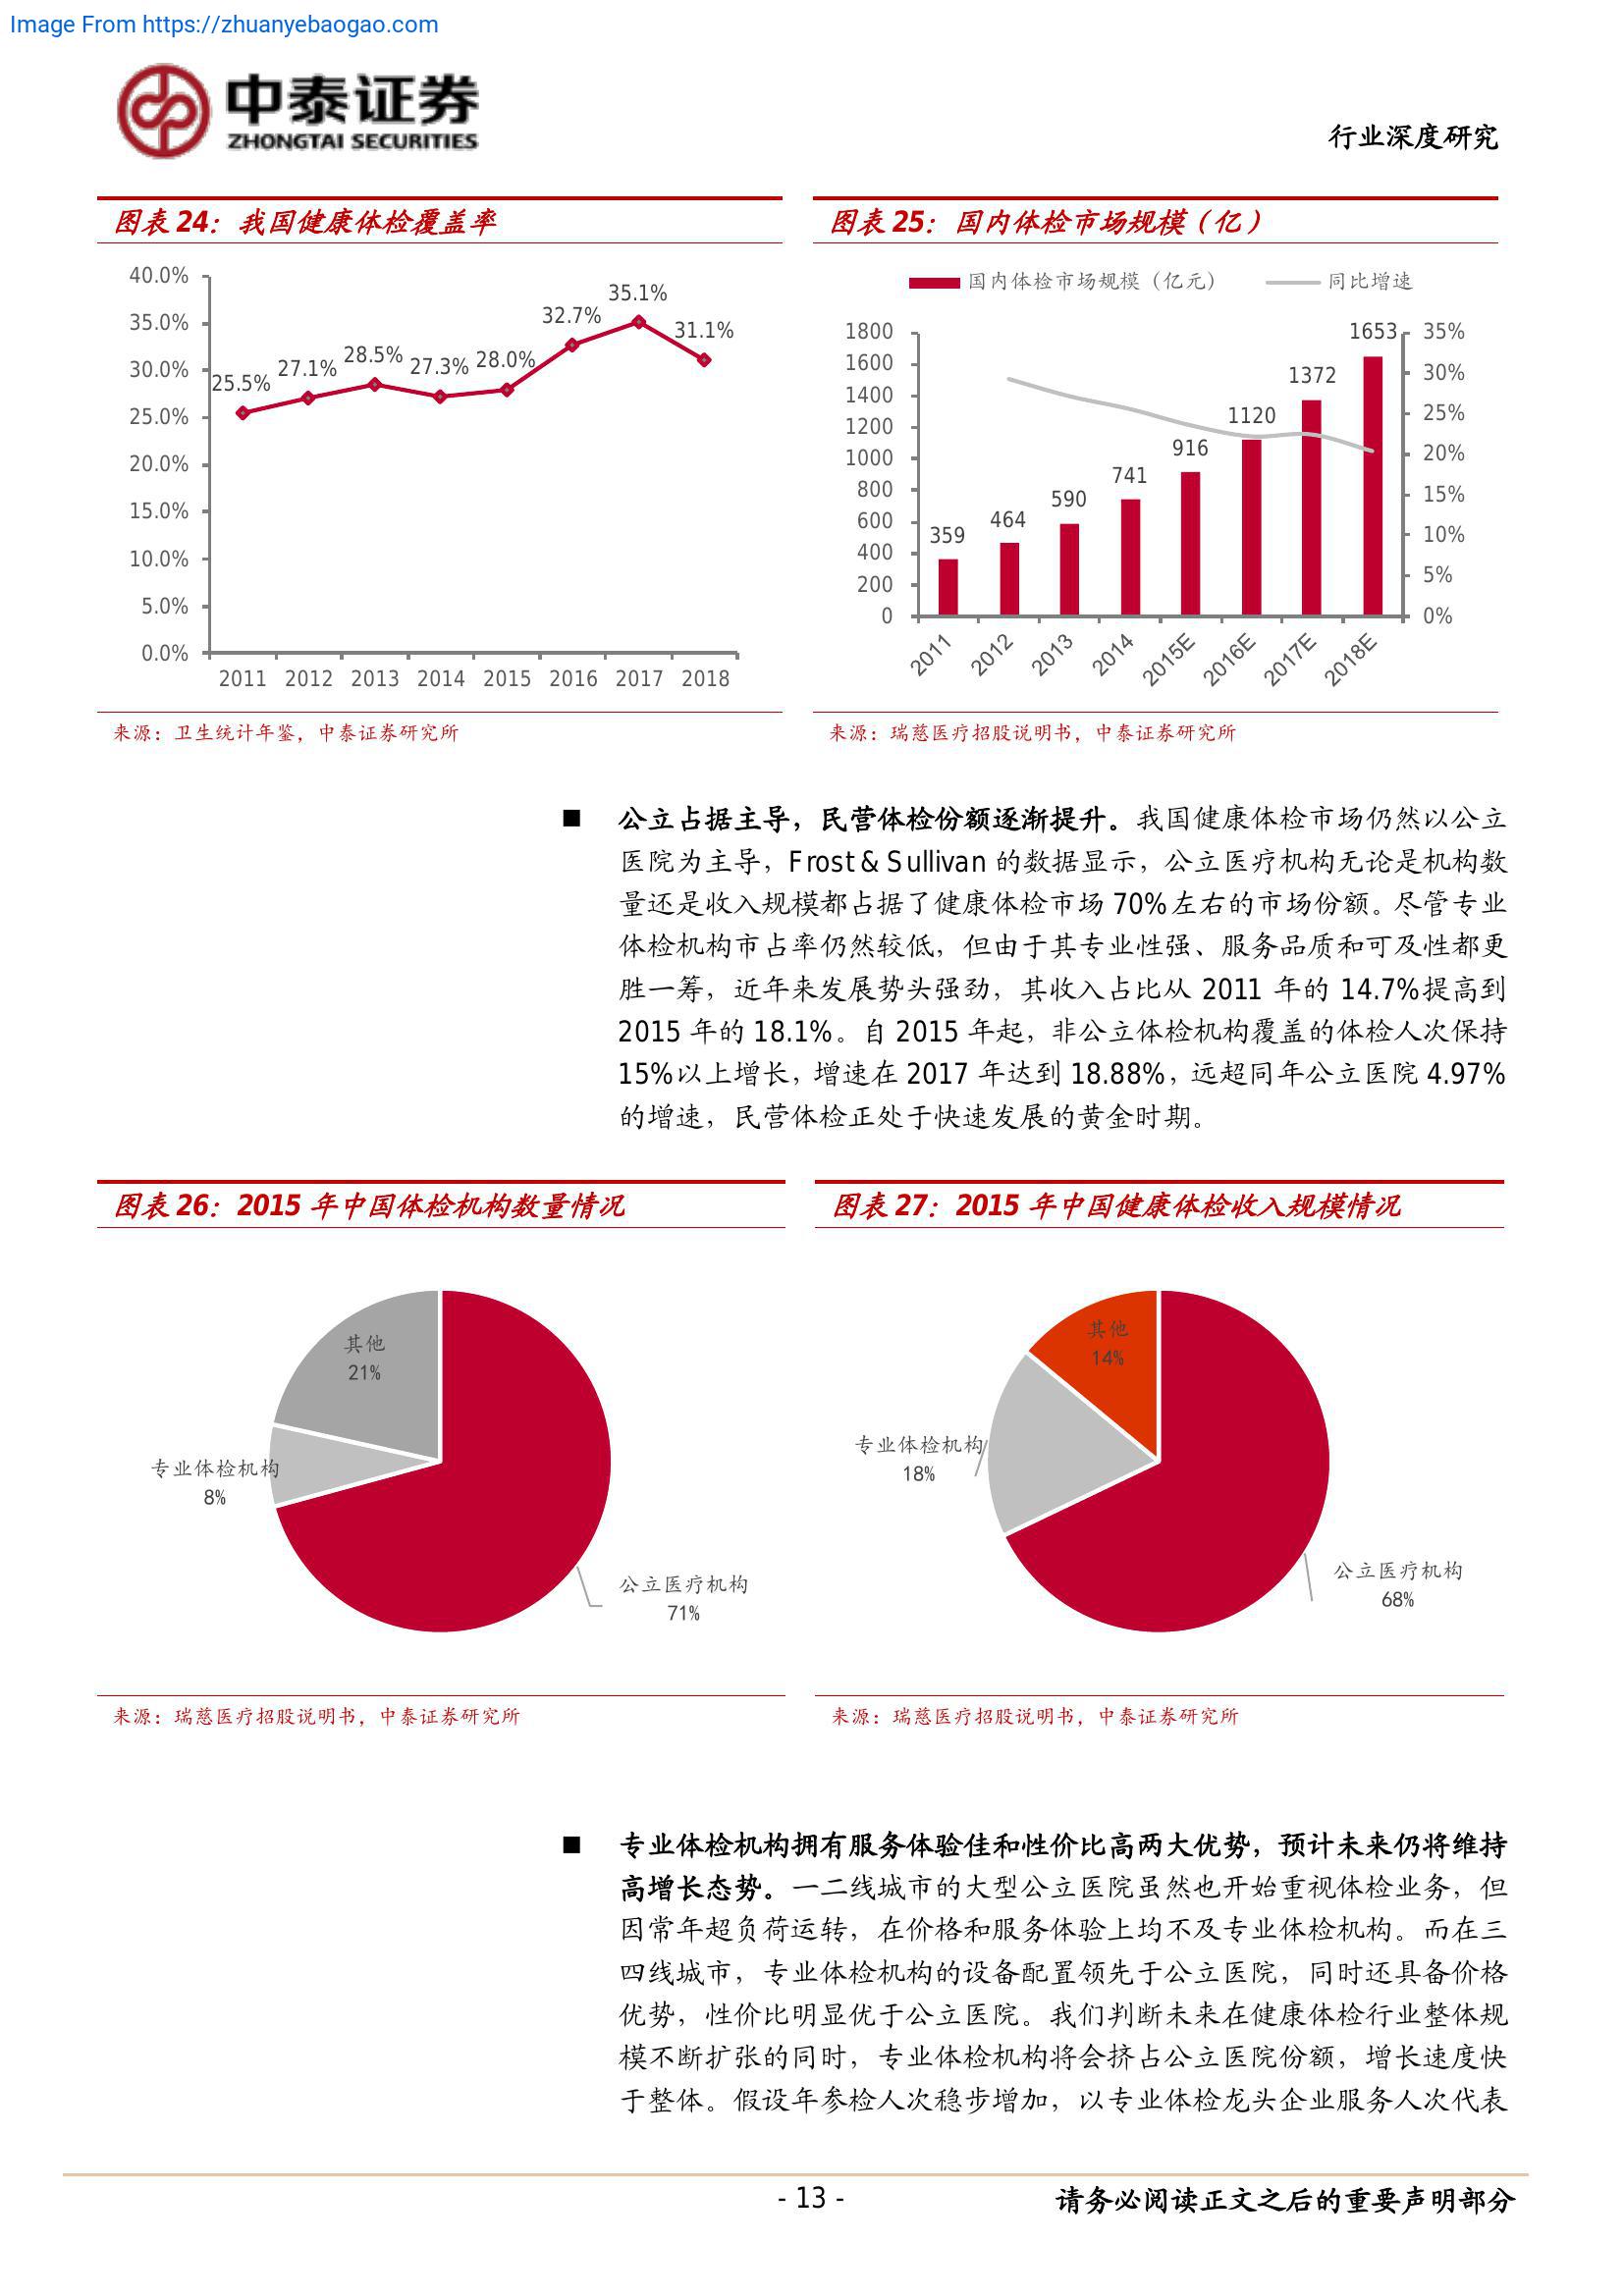 Image From https://zhuanyebaogao.com
中泰证券
ZHONGTAI SECURITIES
行业深度研究
图表 24：我国健康体检覆盖率
40.0%
35.0%
30.0%
25.0%
20.0%
15.0%
10.0%
5.0%
0.0%
25.5%
27.1%
28.5%
27.3%
28.0%
32.7%
35.1%
31.1%
2011 2012 2013 2014 2015 2016 2017 2018
来源：卫生统计年鉴，中泰证券研究所
图表 25：国内体检市场规模（亿）
国内体检市场规模（亿元） 同比增速
1800
1600
1400
1200
1000
800
600
400
200
0
359
464
590
741
916
1120
1372
1653
35%
30%
25%
20%
15%
10%
5%
0%
2011 2012 2013 2014 2015E 2016E 2017E 2018E
来源：瑞慈医疗招股说明书，中泰证券研究所
■ 公立占据主导，民营体检份额逐渐提升。我国健康体检市场仍然以公立
医院为主导，Frost & Sullivan 的数据显示，公立医疗机构无论是机构数
量还是收入规模都占据了健康体检市场 70%左右的市场份额。尽管专业
体检机构市占率仍然较低，但由于其专业性强、服务品质和可及性都更
胜一筹，近年来发展势头强劲，其收入占比从 2011 年的 14.7%提高到
2015 年的 18.1%。自 2015 年起，非公立体检机构覆盖的体检人次保持
15%以上增长，增速在 2017 年达到 18.88%，远超同年公立医院 4.97%
的增速，民营体检正处于快速发展的黄金时期。
图表 26：2015 年中国体检机构数量情况
其他
21%
专业体检机构
8%
公立医疗机构
71%
来源：瑞慈医疗招股说明书，中泰证券研究所
图表 27：2015 年中国健康体检收入规模情况
其他
14%
专业体检机构
18%
公立医疗机构
68%
来源：瑞慈医疗招股说明书，中泰证券研究所
■ 专业体检机构拥有服务体验佳和性价比高两大优势，预计未来仍将维持
高增长态势。一二线城市的大型公立医院虽然也开始重视体检业务，但
因常年超负荷运转，在价格和服务体验上均不及专业体检机构。而在三
四线城市，专业体检机构的设备配置领先于公立医院，同时还具备价格
优势，性价比明显优于公立医院。我们判断未来在健康体检行业整体规
模不断扩张的同时，专业体检机构将会挤占公立医院份额，增长速度快
于整体。假设年参检人次稳步增加，以专业体检龙头企业服务人次代表
- 13 -
请务必阅读正文之后的重要声明部分